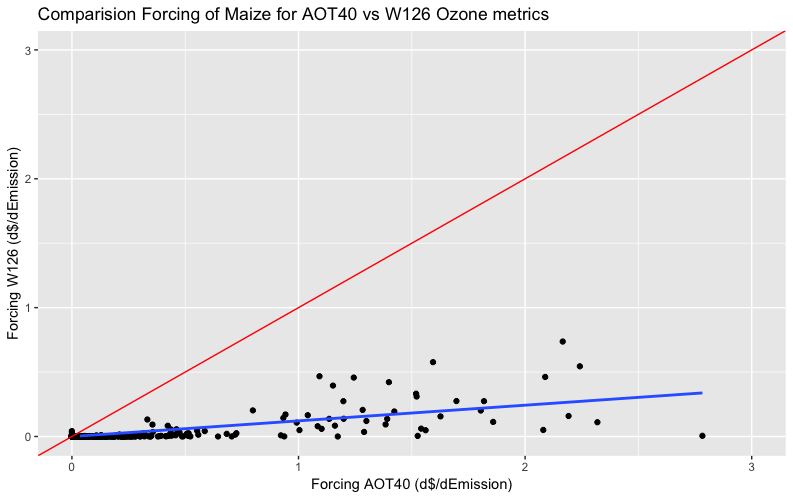 Comparision Forcing of Maize for AOT40 vs W126 Ozone metrics
Forcing W126 (d$/dEmission)
3
2
1
0
0 1 2 3
Forcing AOT40 (d$/dEmission)